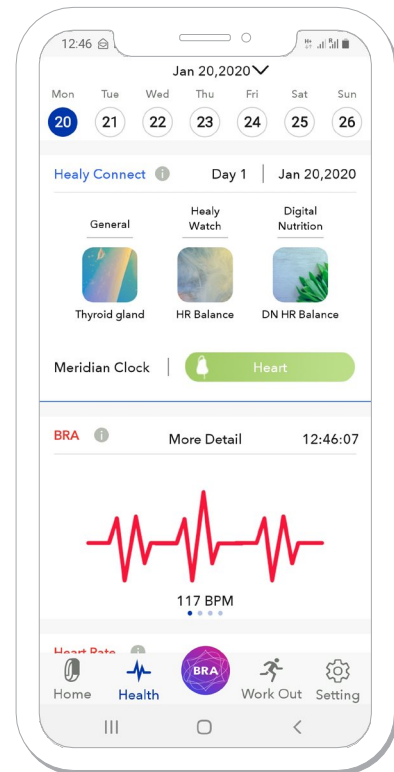 12:46
Jan 20,2020
Mon Tue Wed Thu Fri Sat Sun
20 21 22 23 24 25 26
Healy Connect i Day 1 | Jan 20,2020
General
Healy
Watch
Digital
Nutrition
Thyroid gland HR Balance DN HR Balance
Meridian Clock | Heart
BRA i More Detail 12:46:07
117 BPM
Heart Rate
BRA
Home Health Work Out Setting